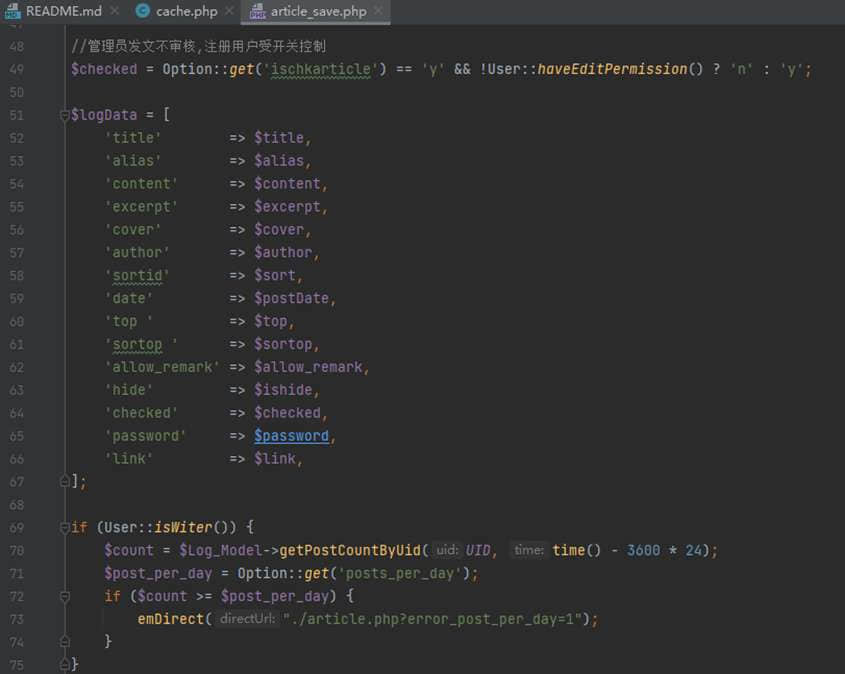 README.md cache.php article_save.php
48 //管理员发文不审核,注册用户受开关控制
49 $checked = Option::get('ischkarticle') == 'y' && !User::haveEditPermission() ? 'n' : 'y';
50
51 $logData = [
52 'title' => $title,
53 'alias' => $alias,
54 'content' => $content,
55 'excerpt' => $excerpt,
56 'cover' => $cover,
57 'author' => $author,
58 'sortid' => $sort,
59 'date' => $postDate,
60 'top ' => $top,
61 'sortop ' => $sortop,
62 'allow_remark' => $allow_remark,
63 'hide' => $ishide,
64 'checked' => $checked,
65 'password' => $password,
66 'link' => $link,
67 ];
68
69 if (User::isWiter()) {
70 $count = $Log_Model->getPostCountByUid( uid: UID, time: time() - 3600 * 24);
71 $post_per_day = Option::get('posts_per_day');
72 if ($count >= $post_per_day) {
73 emDirect( directUrl: "./article.php?error_post_per_day=1");
74 }
75 }